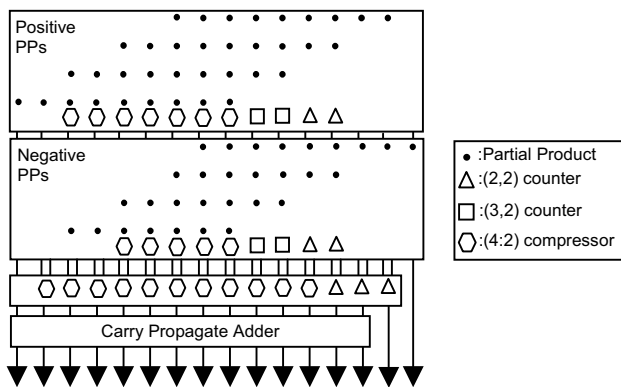 Positive
PPs
Negative
PPs
:Partial Product
:(2,2) counter
:(3,2) counter
:(4:2) compressor
Carry Propagate Adder